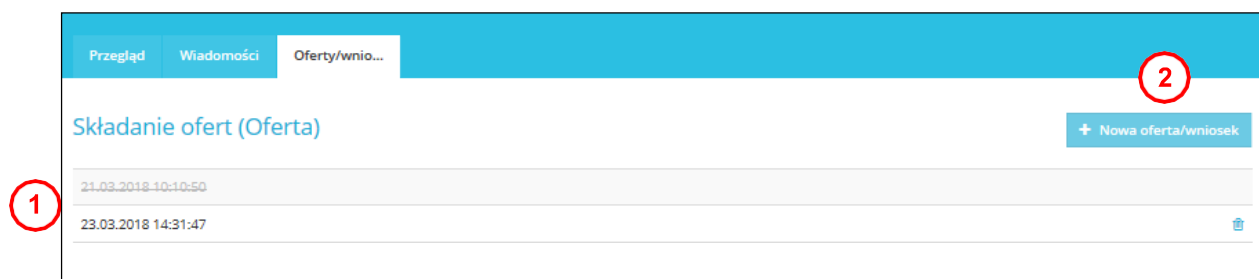 Przegląd Wiadomości Oferty/wnio...
2
Składanie ofert (Oferta)
+ Nowa oferta/wniosek
21.03.2018 10:10:50
1
23.03.2018 14:31:47